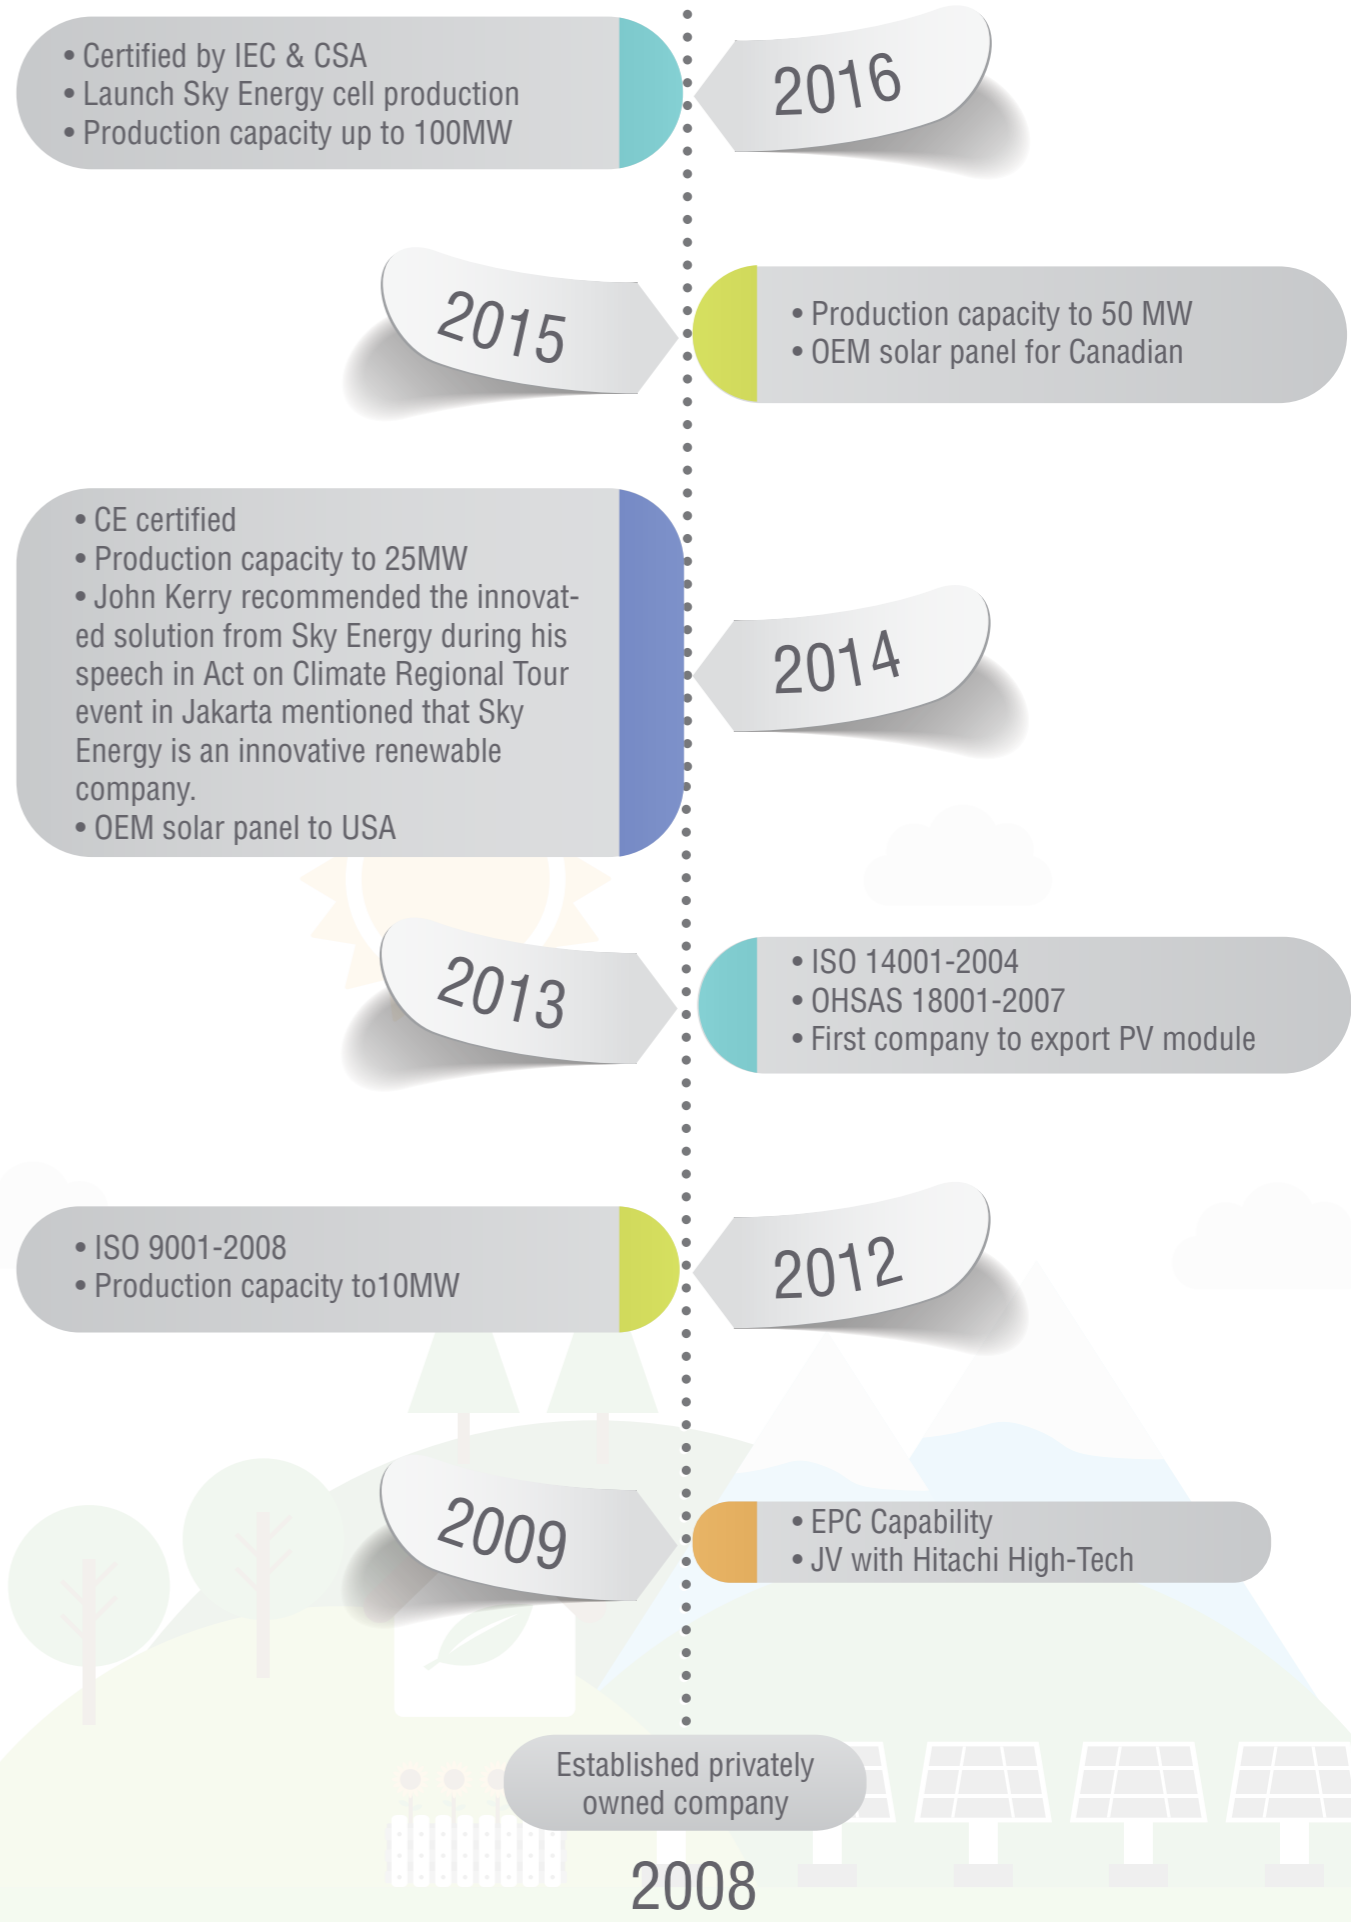 • Certified by IEC & CSA
• Launch Sky Energy cell production
• Production capacity up to 100MW
2016
2015
• Production capacity to 50 MW
• OEM solar panel for Canadian
• CE certified
• Production capacity to 25MW
• John Kerry recommended the innovat-
ed solution from Sky Energy during his
speech in Act on Climate Regional Tour
event in Jakarta mentioned that Sky
Energy is an innovative renewable
company.
• OEM solar panel to USA
2014
2013
• ISO 14001-2004
• OHSAS 18001-2007
• First company to export PV module
• ISO 9001-2008
• Production capacity to10MW
2012
2009
• EPC Capability
• JV with Hitachi High-Tech
Established privately
owned company
2008